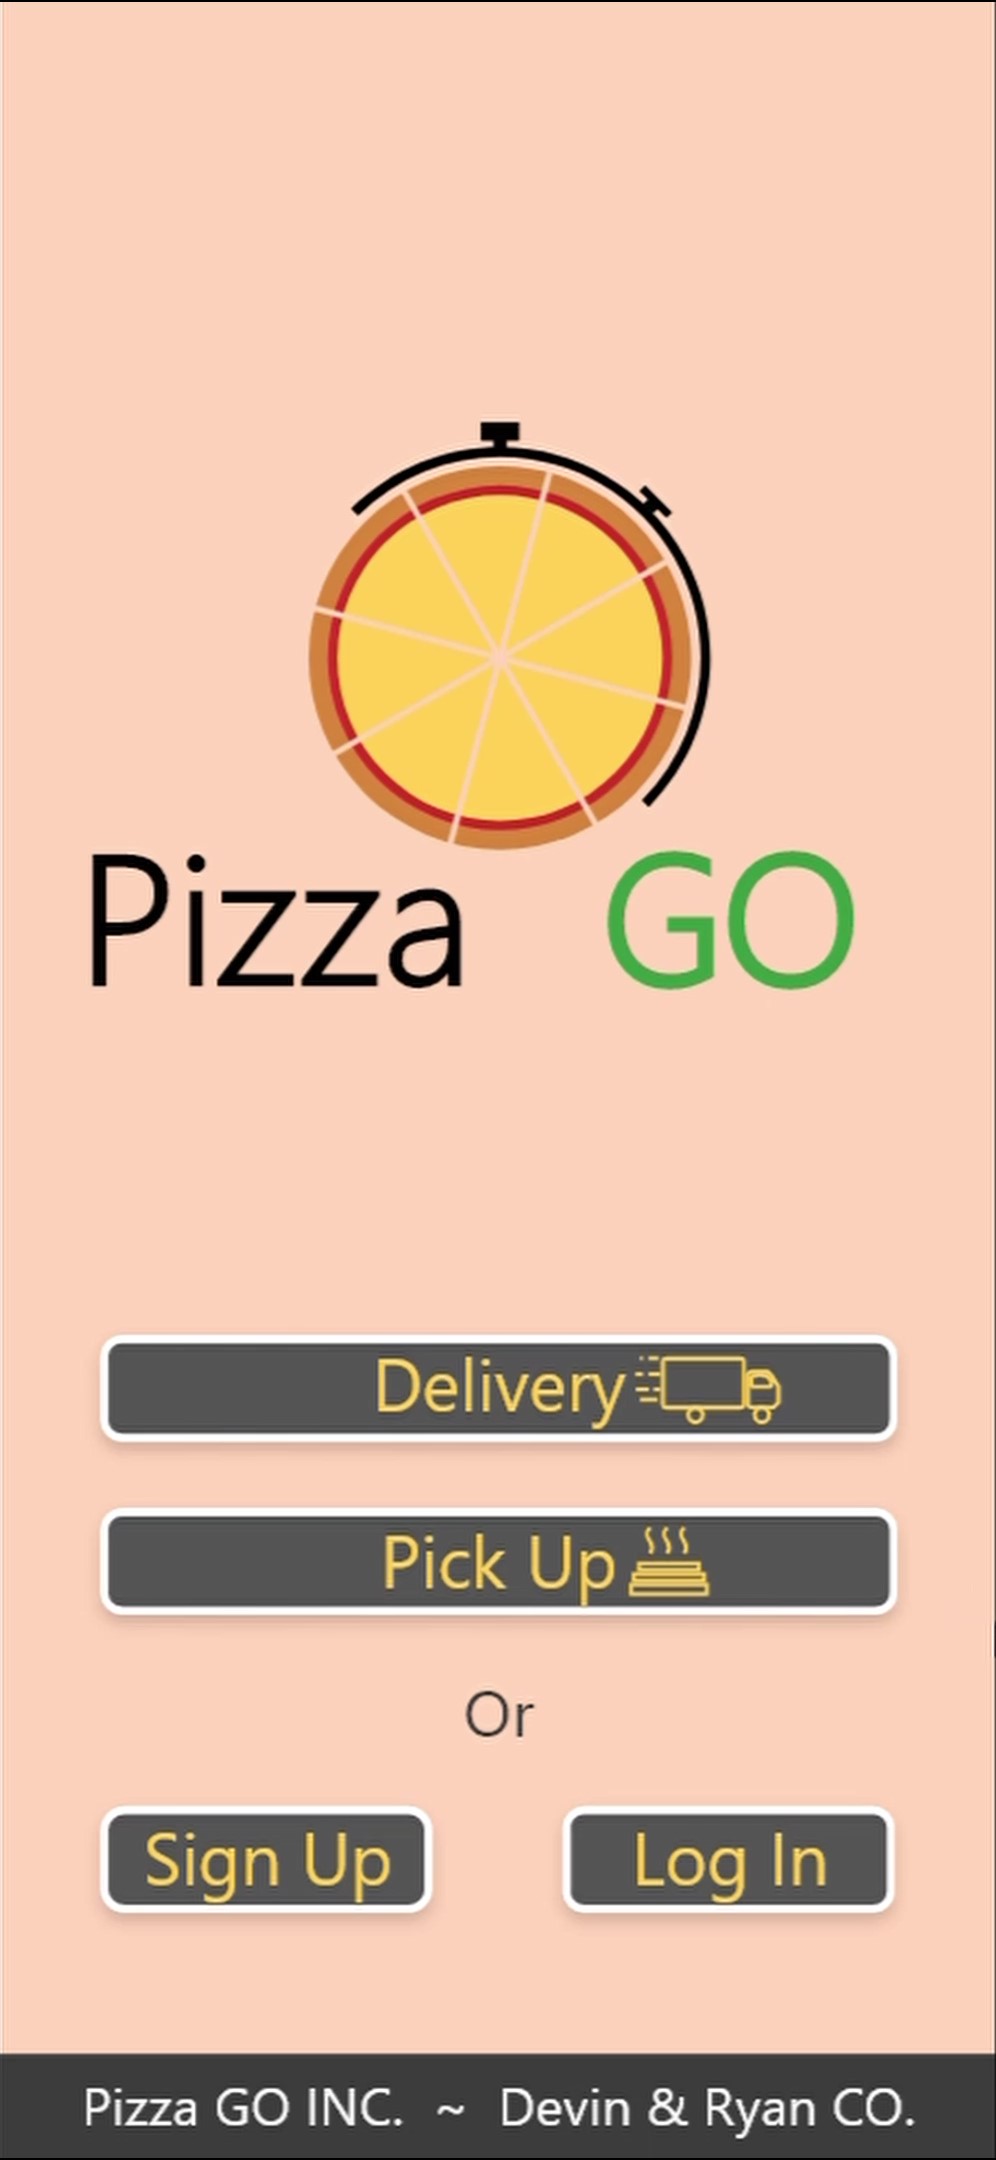 Pizza GO
Delivery
Pick Up
Or
Sign Up Log In
Pizza GO INC. ~ Devin & Ryan CO.